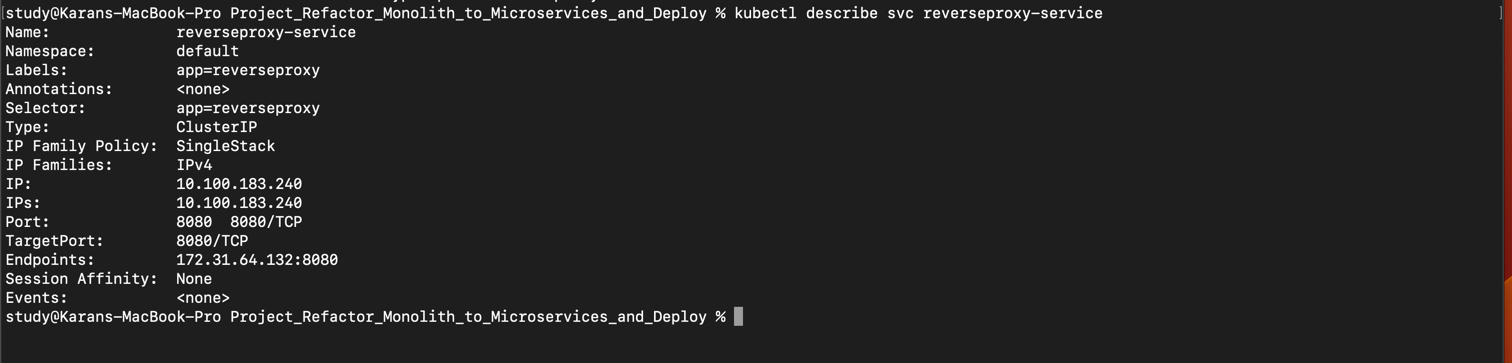 [study@Karans-MacBook-Pro Project_Refactor_Monolith_to_Microservices_and_Deploy % kubectl describe svc reverseproxy-service ]
Name: reverseproxy-service
Namespace: default
Labels: app=reverseproxy
Annotations: <none>
Selector: app=reverseproxy
Type: ClusterIP
IP Family Policy: SingleStack
IP Families: IPv4
IP: 10.100.183.240
IPs: 10.100.183.240
Port: 8080 8080/TCP
TargetPort: 8080/TCP
Endpoints: 172.31.64.132:8080
Session Affinity: None
Events: <none>
study@Karans-MacBook-Pro Project_Refactor_Monolith_to_Microservices_and_Deploy %